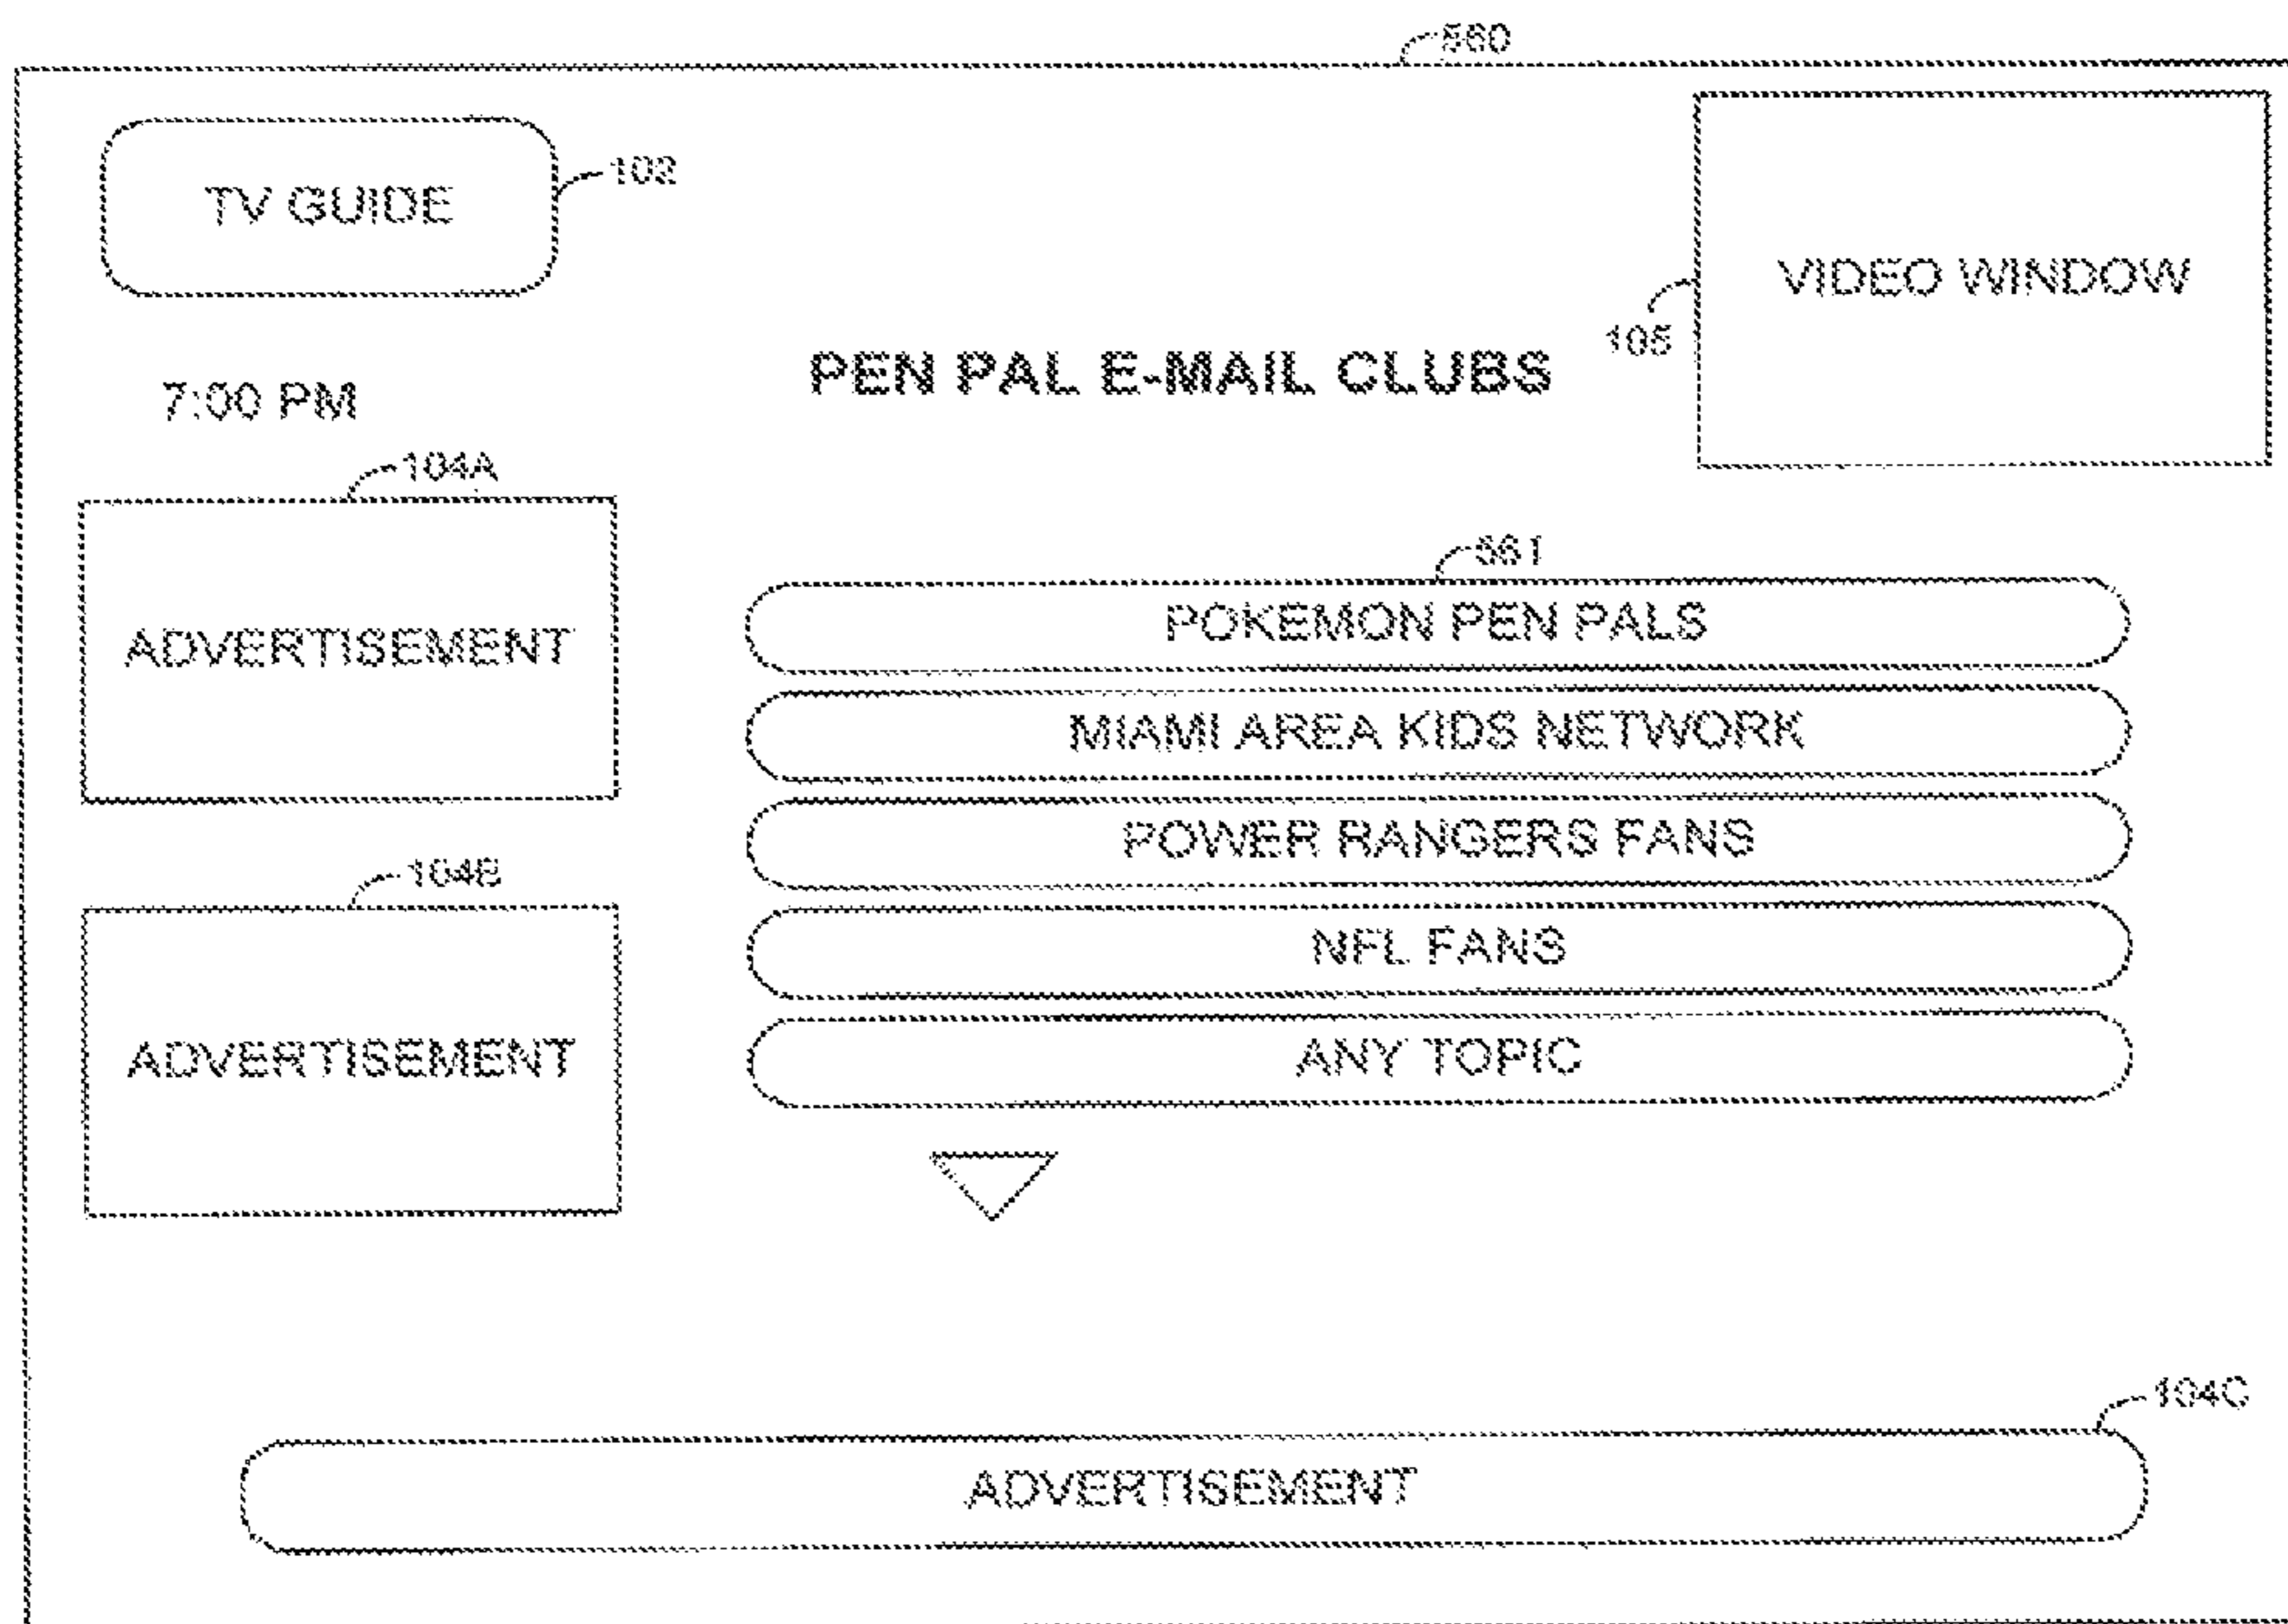 560
TV GUIDE
102
VIDEO WINDOW
105
PEN PAL E-MAIL CLUBS
7:00 PM
104A
ADVERTISEMENT
561
POKEMON PEN PALS
MIAMI AREA KIDS NETWORK
POWER RANGERS FANS
104B
NFL FANS
ADVERTISEMENT
ANY TOPIC
104C
ADVERTISEMENT